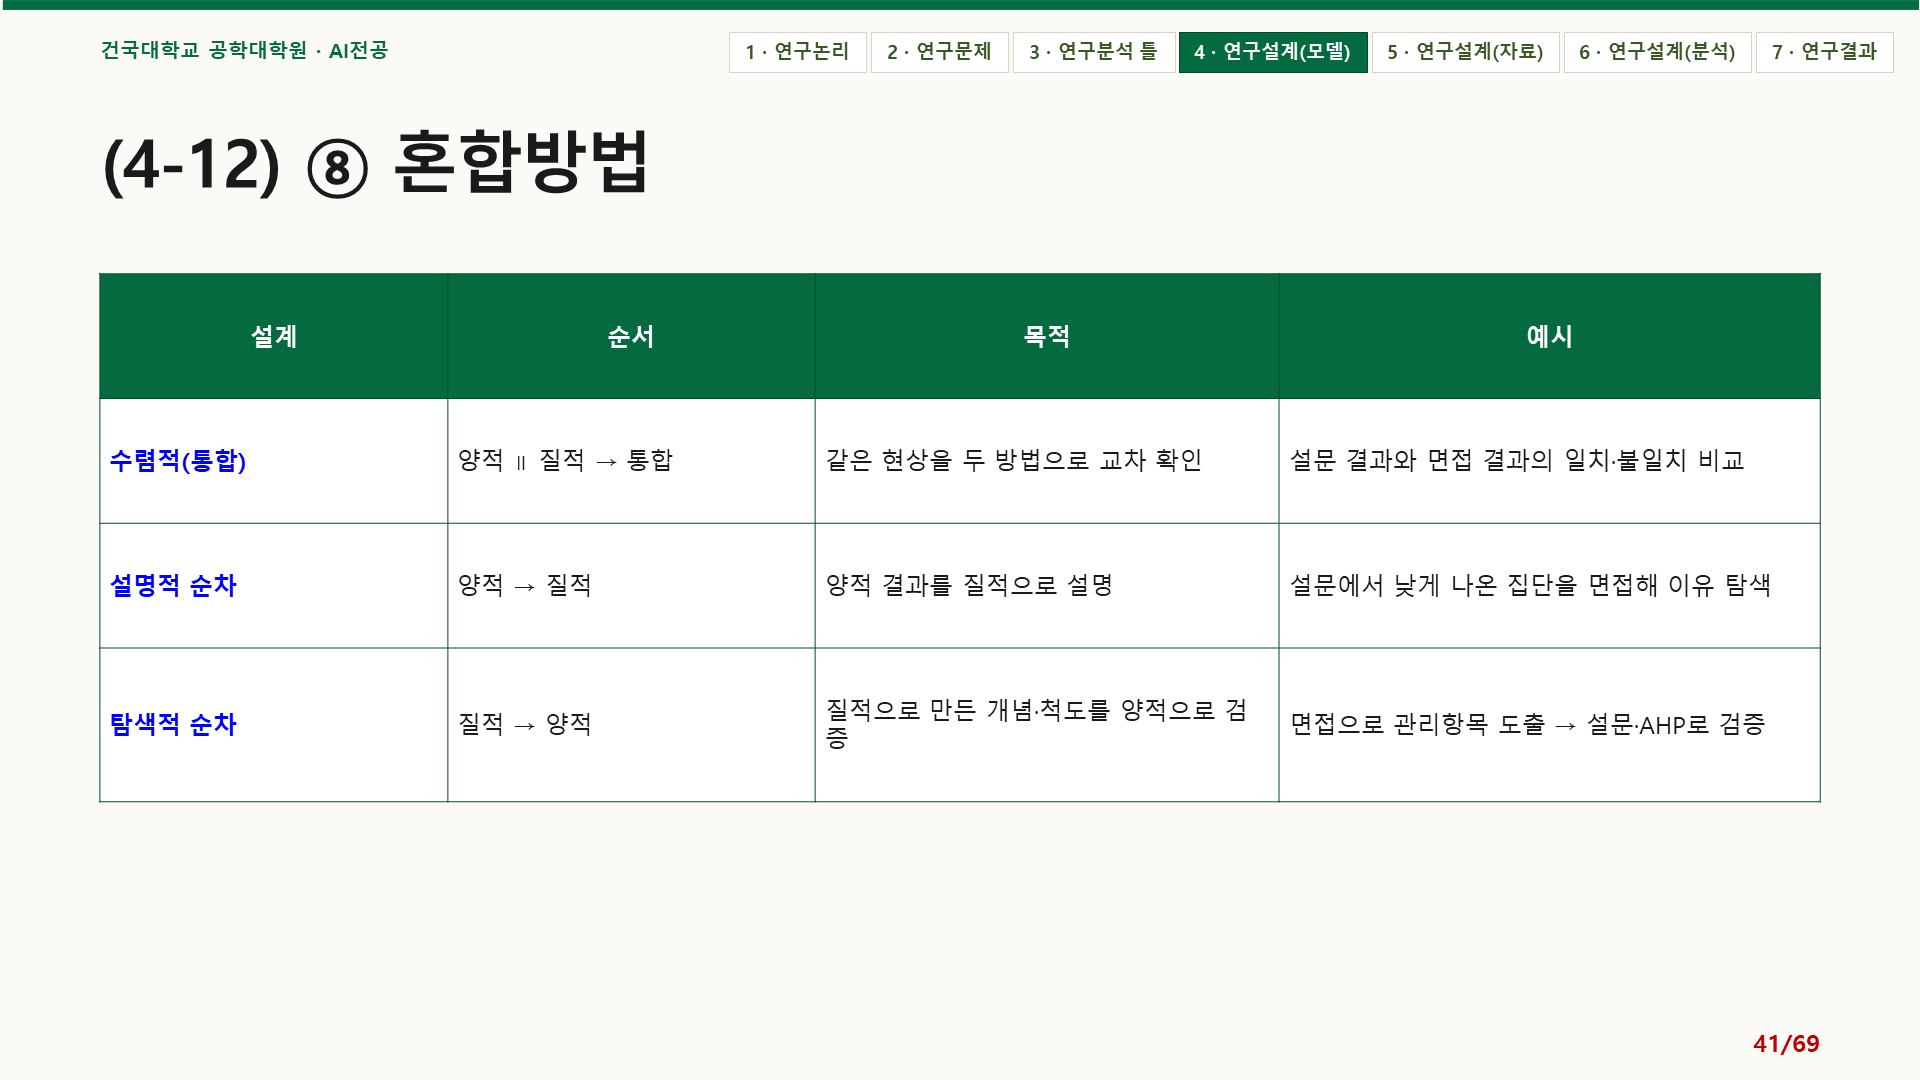 건국대학교 공학대학원 · AI전공
1 · 연구논리
2 · 연구문제
3 · 연구분석 틀
4 · 연구설계(모델)
5 · 연구설계(자료)
6 · 연구설계(분석)
7 · 연구결과
(4-12) ⑧ 혼합방법
설계 순서 목적 예시
수렴적(통합) 양적 ॥ 질적 → 통합 같은 현상을 두 방법으로 교차 확인 설문 결과와 면접 결과의 일치·불일치 비교
설명적 순차 양적 → 질적 양적 결과를 질적으로 설명 설문에서 낮게 나온 집단을 면접해 이유 탐색
탐색적 순차 질적 → 양적 질적으로 만든 개념·척도를 양적으로 검
증
면접으로 관리항목 도출 → 설문·AHP로 검증
41/69